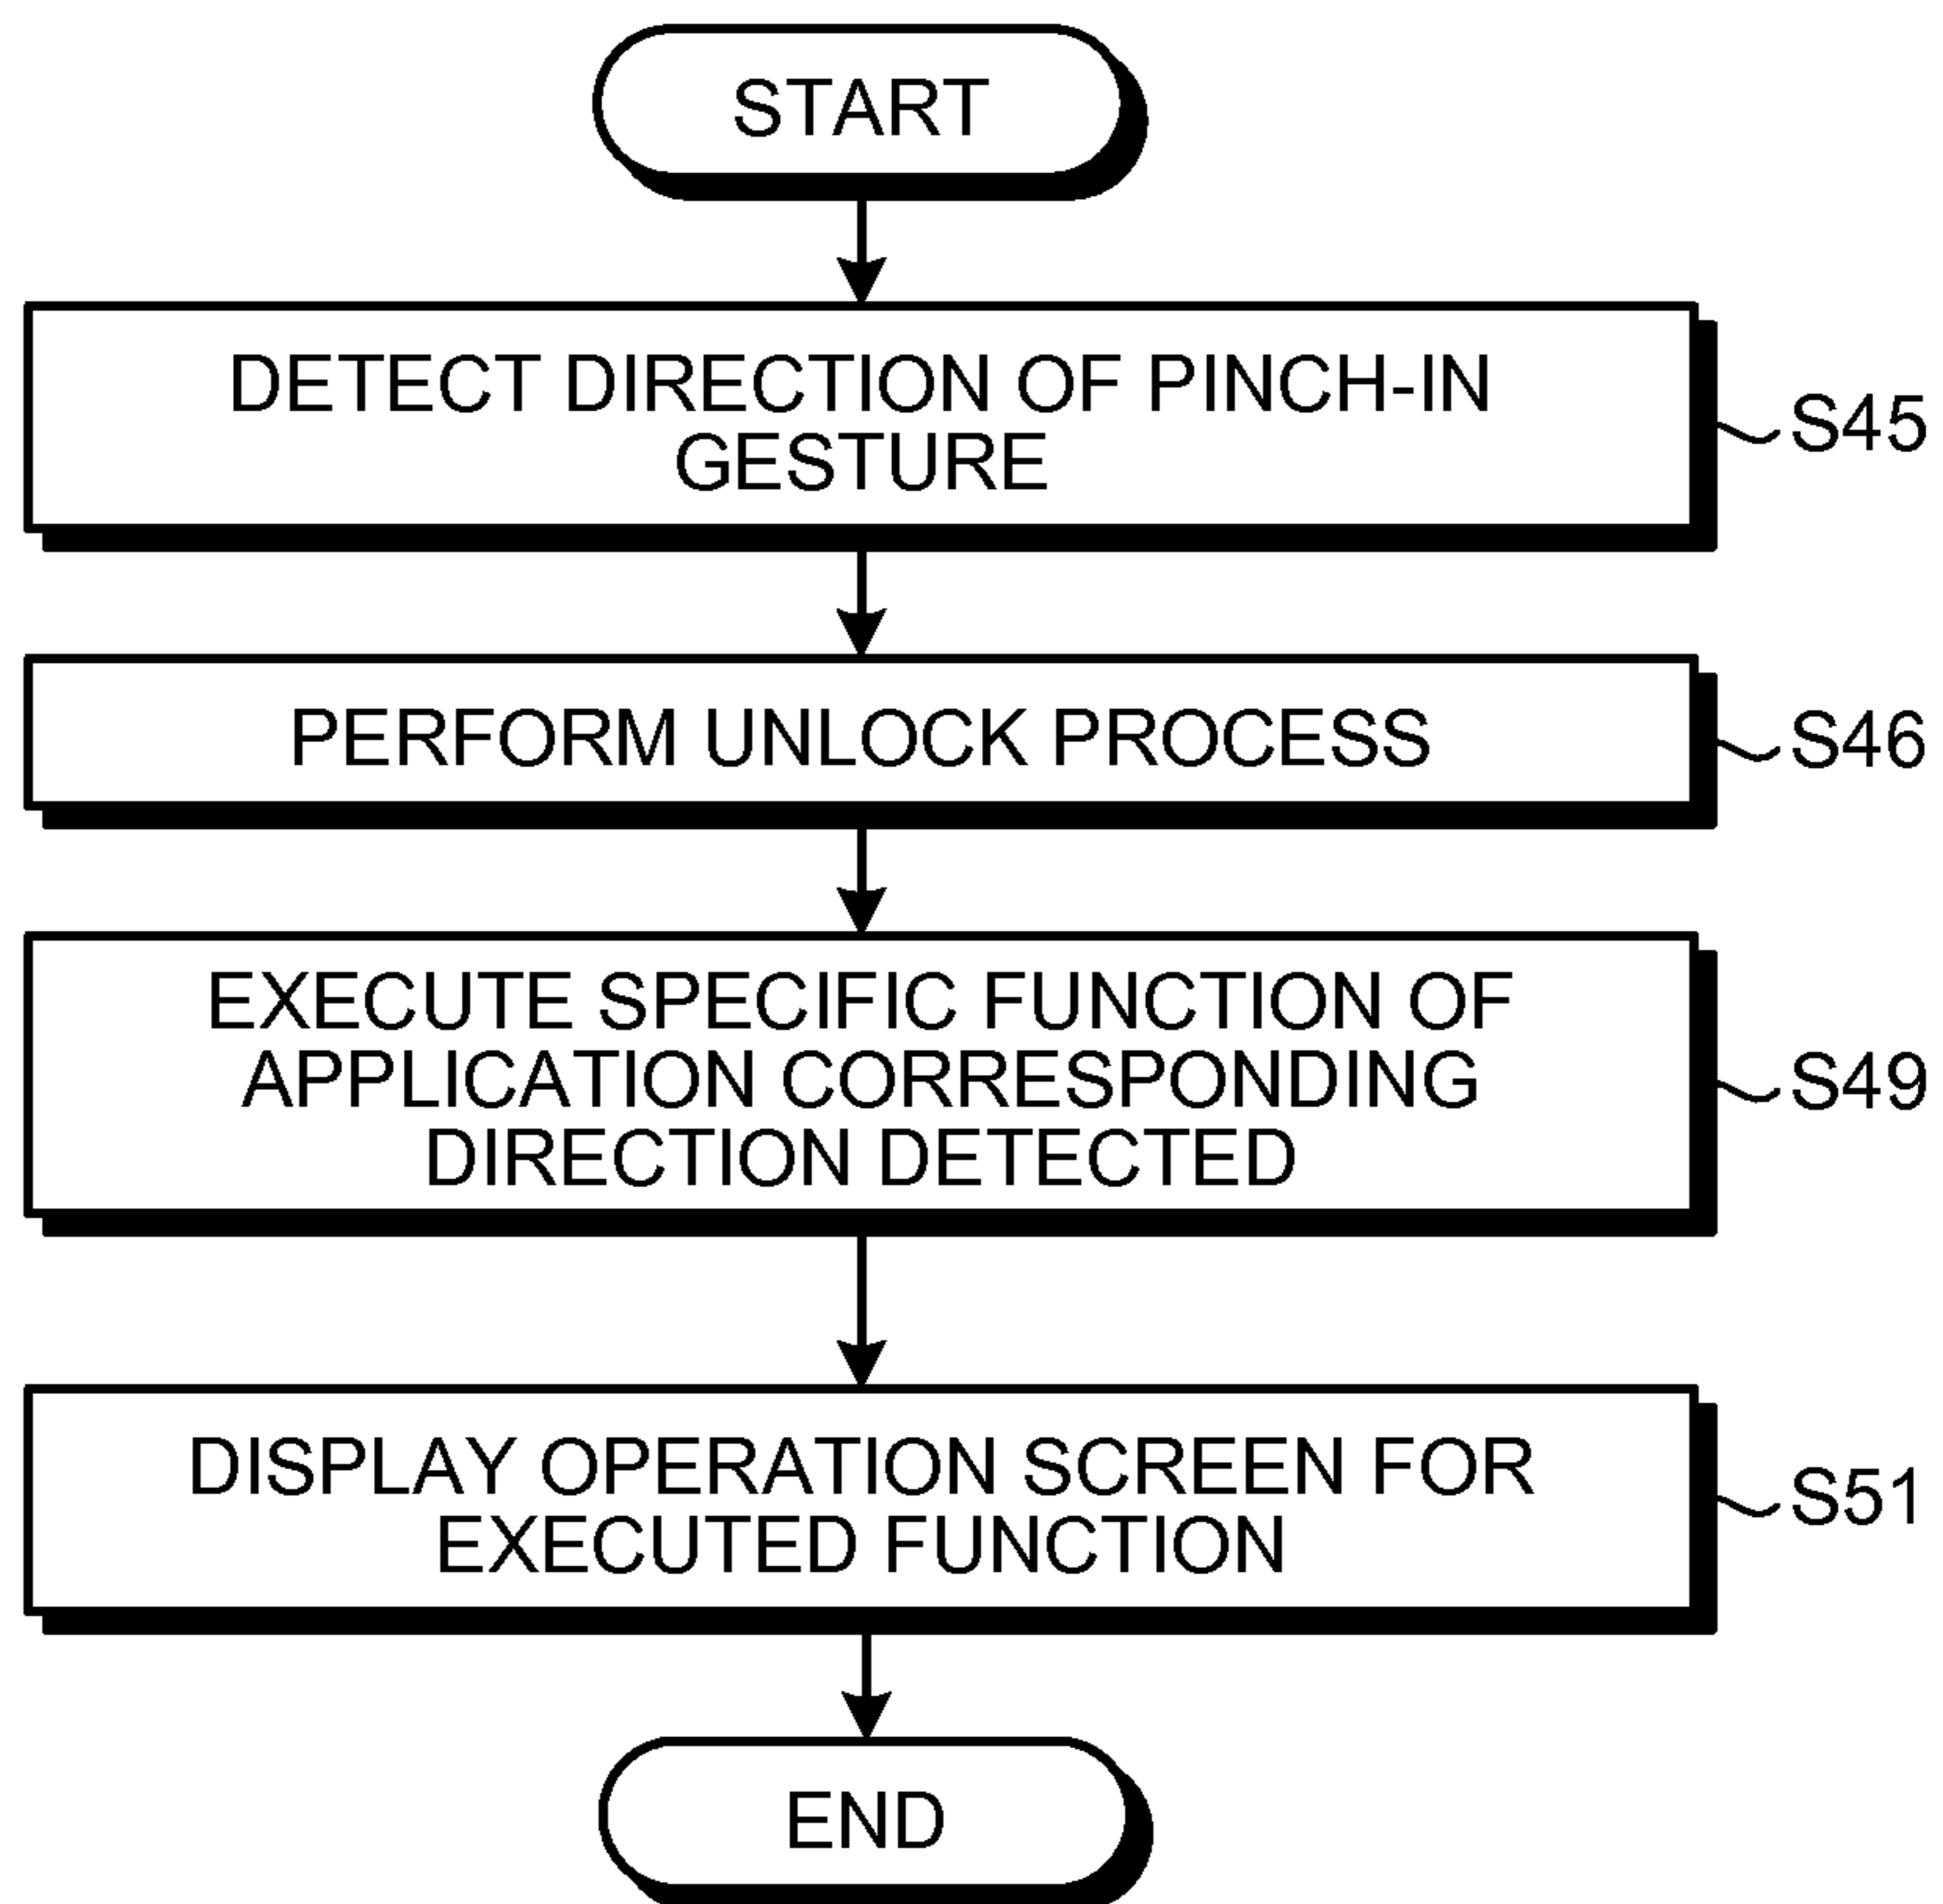 START
DETECT DIRECTION OF PINCH-IN
GESTURE
S45
PERFORM UNLOCK PROCESS
S46
EXECUTE SPECIFIC FUNCTION OF
APPLICATION CORRESPONDING
DIRECTION DETECTED
S49
DISPLAY OPERATION SCREEN FOR
EXECUTED FUNCTION
S51
END